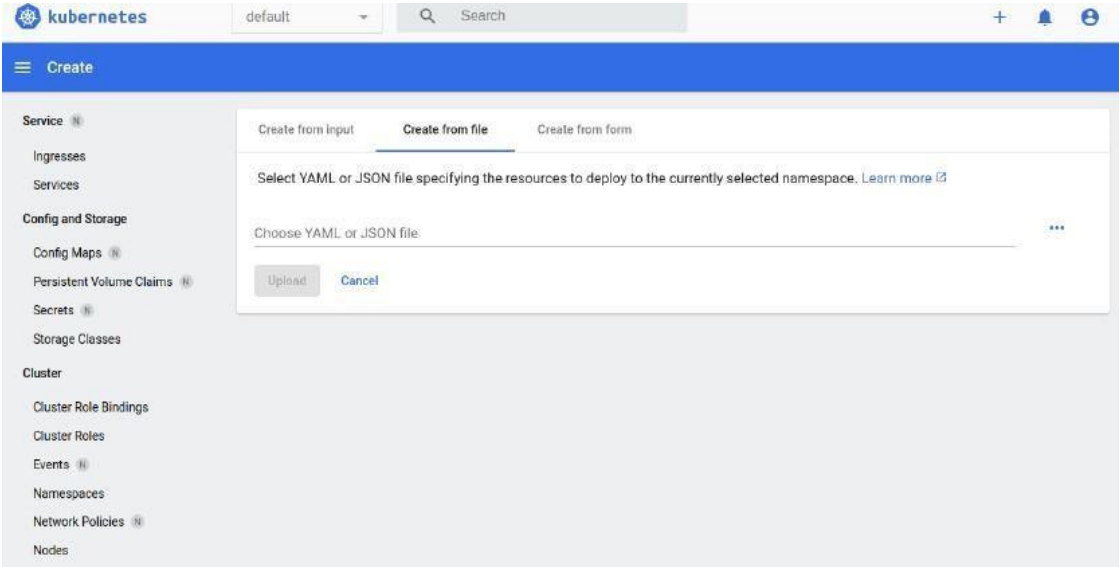 kubernetes
default
Search
Create
Service N
Ingresses
Services
Config and Storage
Config Maps N
Persistent Volume Claims N
Secrets N
Storage Classes
Cluster
Cluster Role Bindings
Cluster Roles
Events N
Namespaces
Network Policies N
Nodes
Create from input
Create from file
Create from form
Select YAML or JSON file specifying the resources to deploy to the currently selected namespace. Learn more
Choose YAML or JSON file
Upload
Cancel